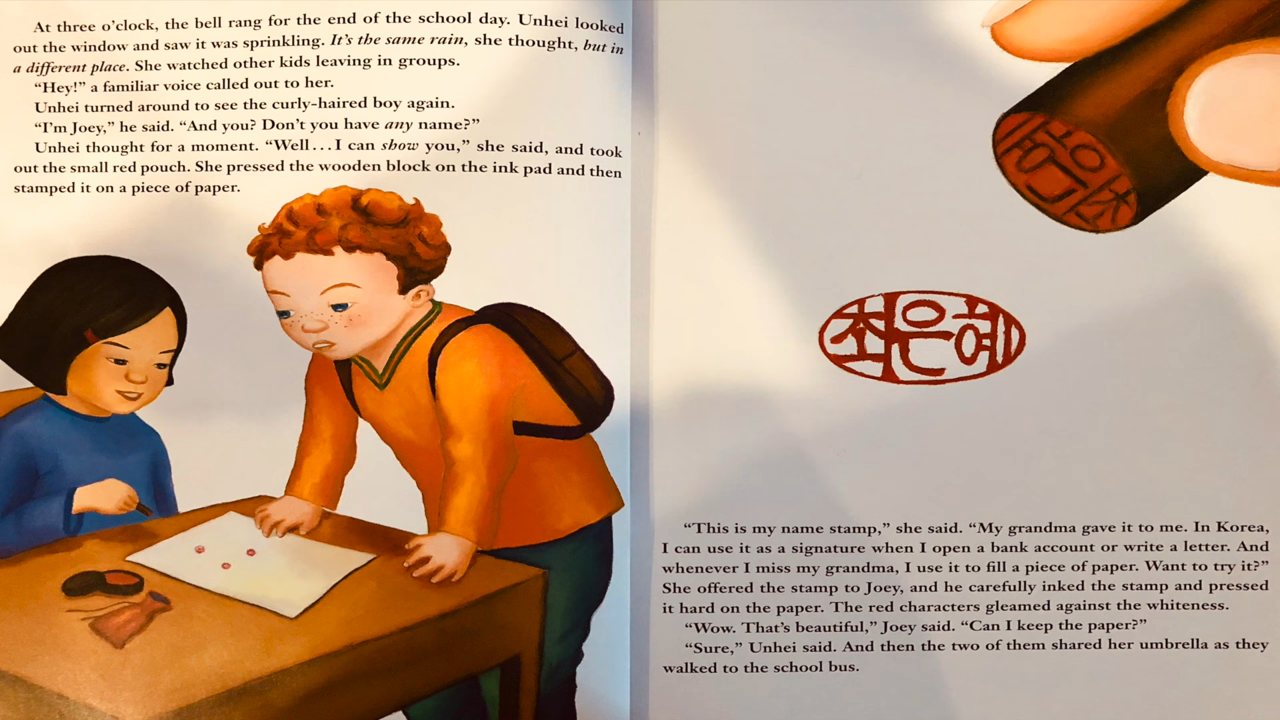 At three o'clock, the bell rang for the end of the school day. Unhei looked
out the window and saw it was sprinkling. It's the same rain, she thought, but in
a different place. She watched other kids leaving in groups.
"Hey!" a familiar voice called out to her.
Unhei turned around to see the curly-haired boy again.
"I'm Joey," he said. "And you? Don't you have any name?"
Unhei thought for a moment. "Well...I can show you," she said, and took
out the small red pouch. She pressed the wooden block on the ink pad and then
stamped it on a piece of paper.
최은혜
"This is my name stamp," she said. "My grandma gave it to me. In Korea,
I can use it as a signature when I open a bank account or write a letter. And
whenever I miss my grandma, I use it to fill a piece of paper. Want to try it?"
She offered the stamp to Joey, and he carefully inked the stamp and pressed
it hard on the paper. The red characters gleamed against the whiteness.
"Wow. That's beautiful," Joey said. "Can I keep the paper?"
"Sure," Unhei said. And then the two of them shared her umbrella as they
walked to the school bus.